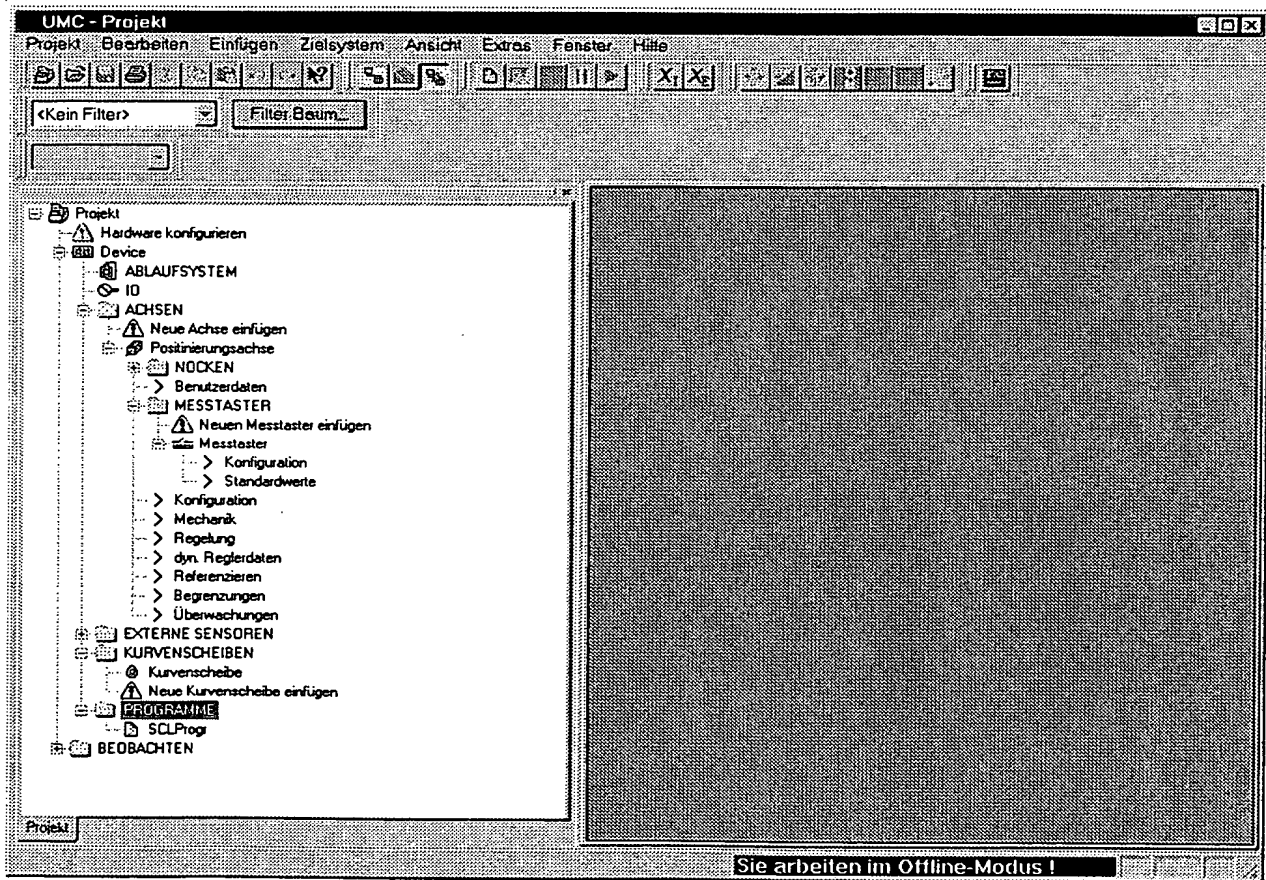 UMC - Projekt
Projekt Bearbeiten Einfügen Zielsystem Ansicht Extras Fenster Hilfe
<Kein Filter> Filter Baum...
Projekt
Hardware konfigurieren
Device
ABLAUFSYSTEM
IO
ACHSEN
Neue Achse einfügen
Positinierungsachse
NOCKEN
Benutzerdaten
MESSTASTER
Neuen Messtaster einfügen
Messtaster
Konfiguration
Standardwerte
Konfiguration
Mechanik
Regelung
dyn. Reglerdaten
Referenzieren
Begrenzungen
Überwachungen
EXTERNE SENSOREN
KURVENSCHEIBEN
Kurvenscheibe
Neue Kurvenscheibe einfügen
PROGRAMME
SCLProgr
BEOBACHTEN
Projekt
Sie arbeiten im Offline-Modus !